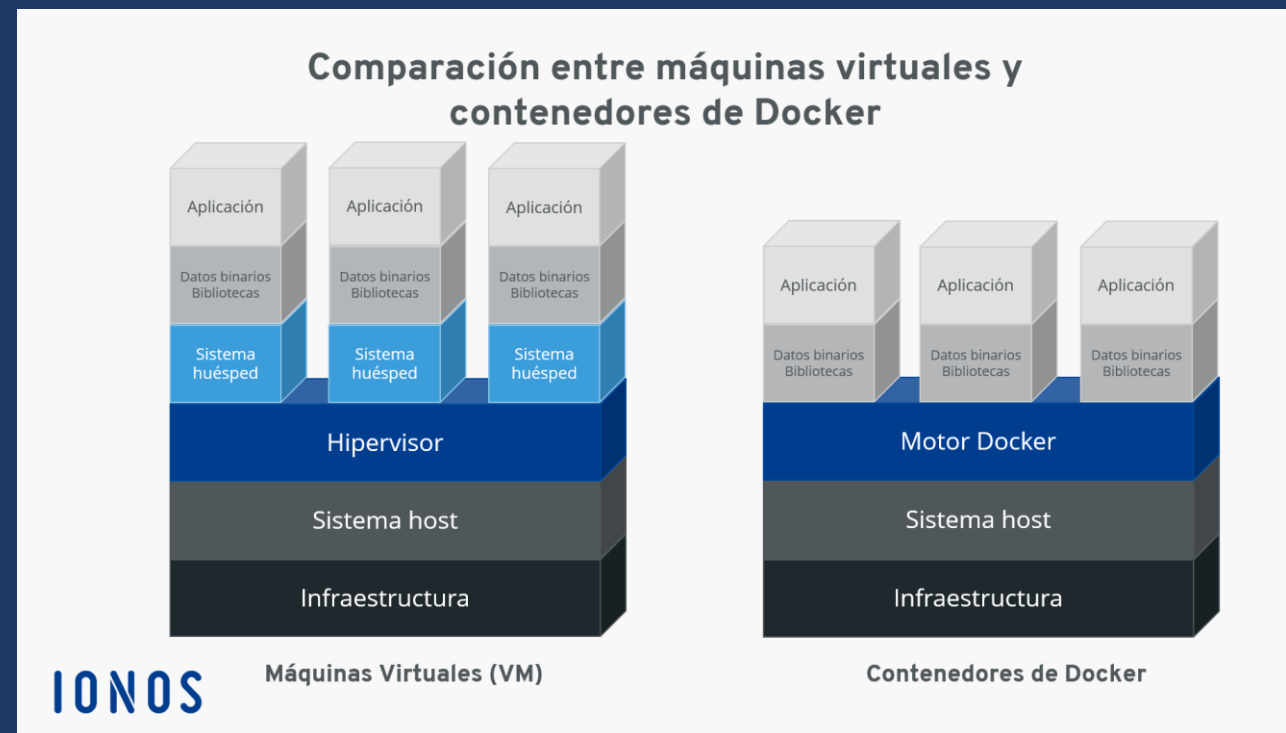 Comparación entre máquinas virtuales y
contenedores de Docker
Aplicación
Aplicación
Aplicación
Datos binarios
Bibliotecas
Datos binarios
Bibliotecas
Datos binarios
Bibliotecas
Sistema
huésped
Sistema
huésped
Sistema
huésped
Hipervisor
Sistema host
Infraestructura
Máquinas Virtuales (VM)
Aplicación
Aplicación
Aplicación
Datos binarios
Bibliotecas
Datos binarios
Bibliotecas
Datos binarios
Bibliotecas
Motor Docker
Sistema host
Infraestructura
Contenedores de Docker
IONOS